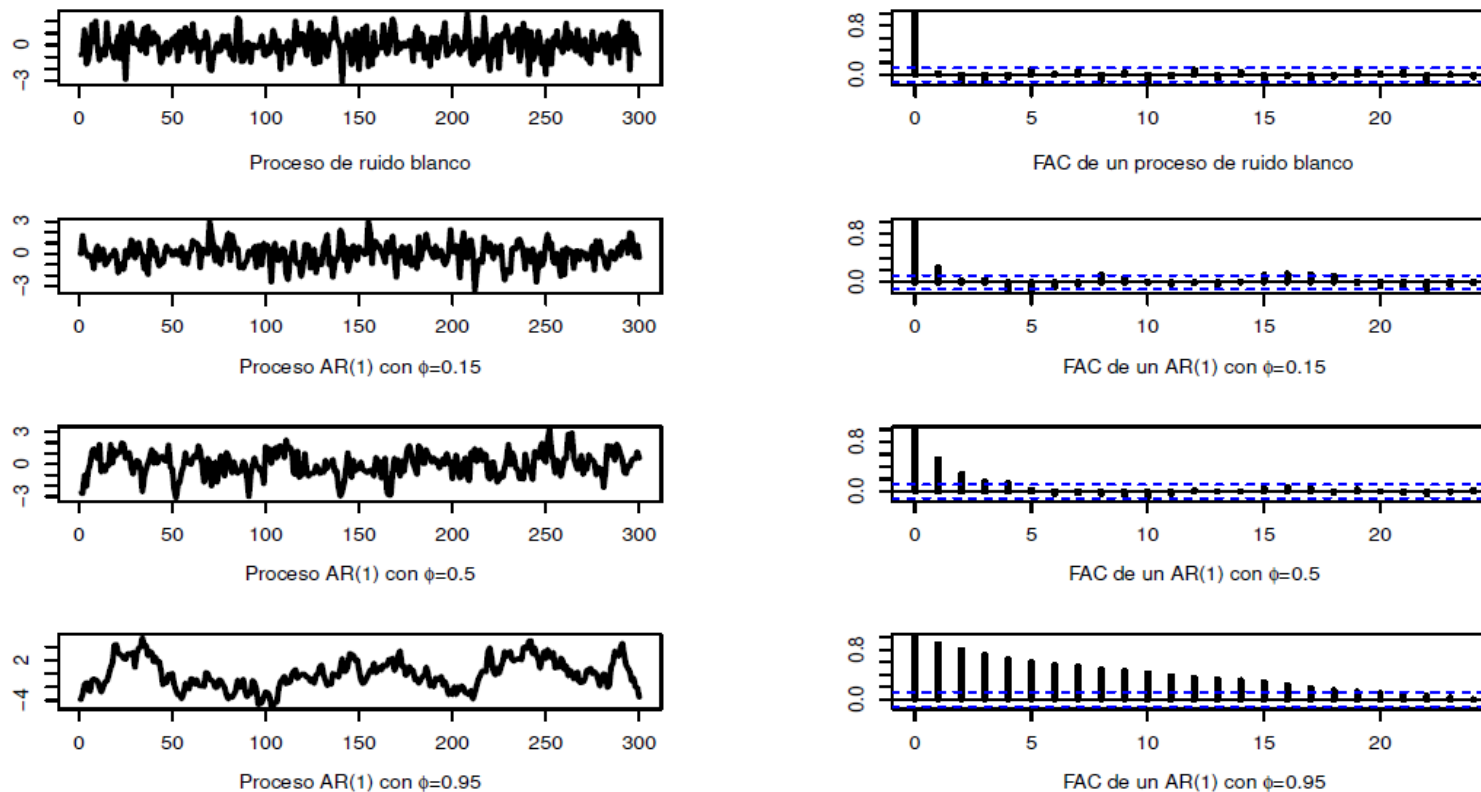 0
-3
0 50 100 150 200 250 300
Proceso de ruido blanco
0.8
0.0
0 5 10 15 20
FAC de un proceso de ruido blanco
3
0
-3
0 50 100 150 200 250 300
Proceso AR(1) con ϕ=0.15
0.8
0.0
0 5 10 15 20
FAC de un AR(1) con ϕ=0.15
3
0
-3
0 50 100 150 200 250 300
Proceso AR(1) con ϕ=0.5
0.8
0.0
0 5 10 15 20
FAC de un AR(1) con ϕ=0.5
2
-4
0 50 100 150 200 250 300
Proceso AR(1) con ϕ=0.95
0.8
0.0
0 5 10 15 20
FAC de un AR(1) con ϕ=0.95